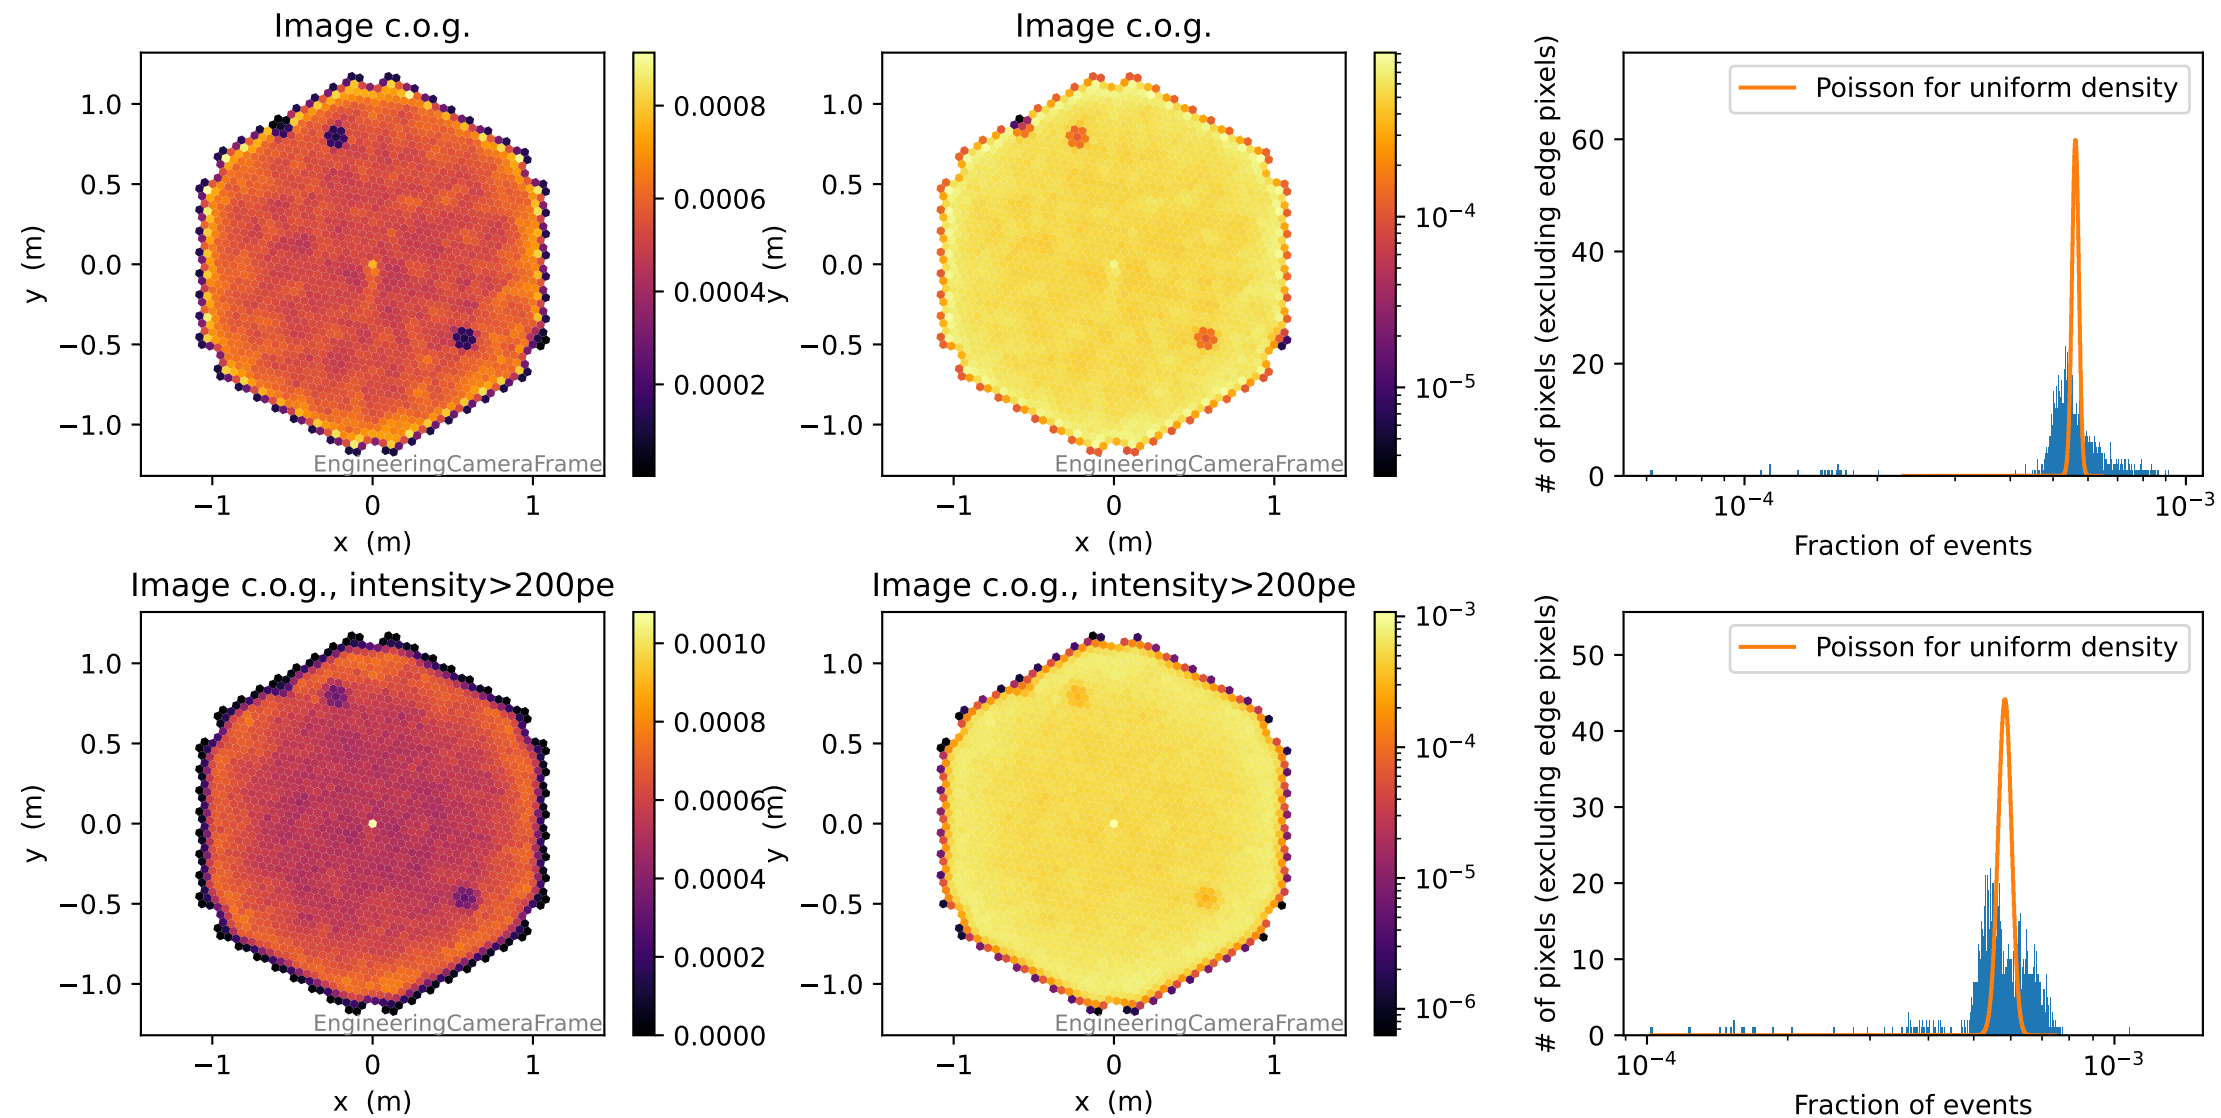 Image c.o.g.
1.0
0.5
0.0
−0.5
−1.0
y (m)
−1
0
1
x (m)
EngineeringCameraFrame
0.0008
0.0006
0.0004
0.0002
Image c.o.g.
1.0
0.5
0.0
−0.5
−1.0
y (m)
−1
0
1
x (m)
EngineeringCameraFrame
10⁻⁴
10⁻⁵
# of pixels (excluding edge pixels)
60
40
20
0
Poisson for uniform density
10⁻⁴
10⁻³
Fraction of events
Image c.o.g., intensity>200pe
1.0
0.5
0.0
−0.5
−1.0
y (m)
−1
0
1
x (m)
EngineeringCameraFrame
0.0010
0.0008
0.0006
0.0004
0.0002
0.0000
Image c.o.g., intensity>200pe
1.0
0.5
0.0
−0.5
−1.0
y (m)
−1
0
1
x (m)
EngineeringCameraFrame
10⁻³
10⁻⁴
10⁻⁵
10⁻⁶
# of pixels (excluding edge pixels)
50
40
30
20
10
0
Poisson for uniform density
10⁻⁴
10⁻³
Fraction of events